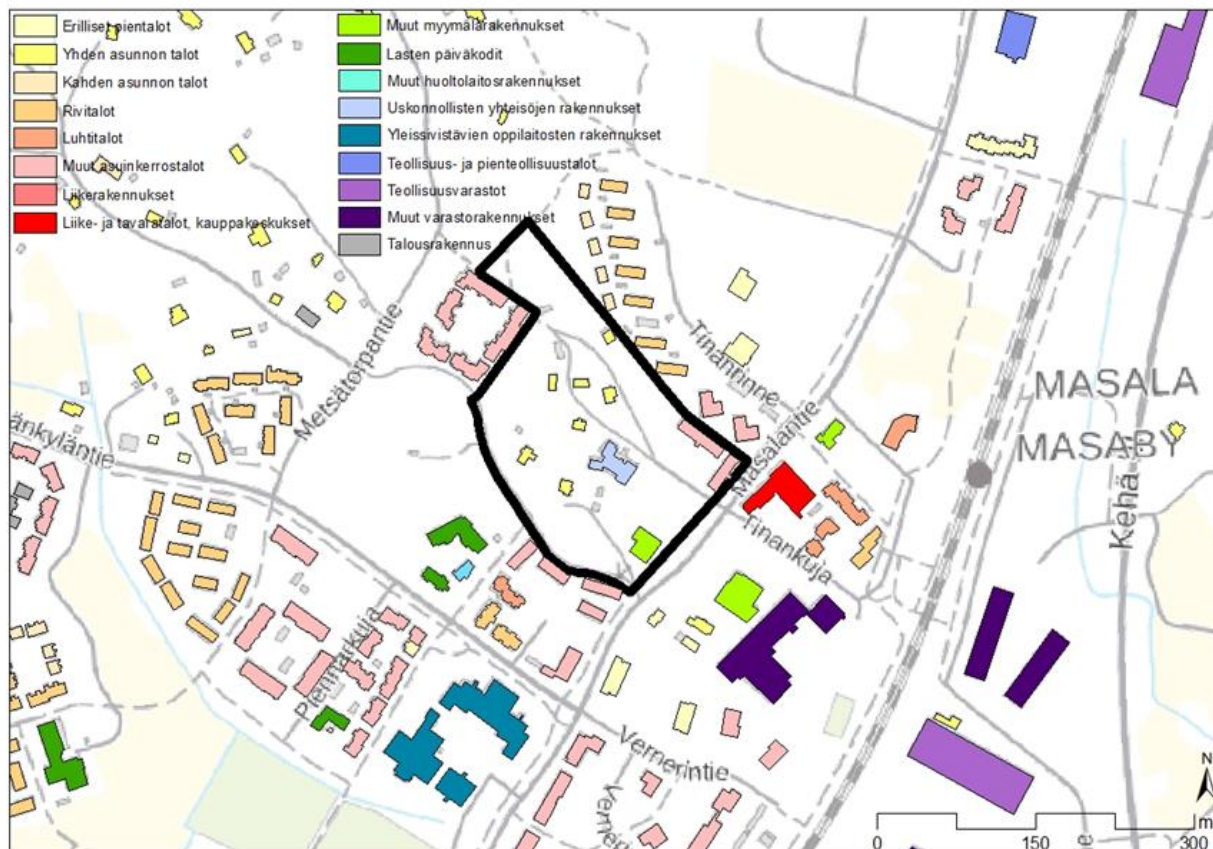 Erilliset pientalot
Yhden asunnon talot
Kahden asunnon talot
Rivitalot
Luhtitalot
Muut asuinkerrostalot
Liikerakennukset
Liike- ja tavaratalot, kauppakeskukset
Muut myymälärakennukset
Lasten päiväkodit
Muut huoltolaitosrakennukset
Uskonnollisten yhteisöjen rakennukset
Yleissivistävien oppilaitosten rakennukset
Teollisuus- ja pienteollisuustalot
Teollisuusvarastot
Muut varastorakennukset
Talousrakennus
Metsätorpantie
Tinanrinne
Masalantie
MASALA
MASABY
Kehä
änkyläntie
Tinankuja
Piennarkuja
Vernerintie
N
m
0 150 300